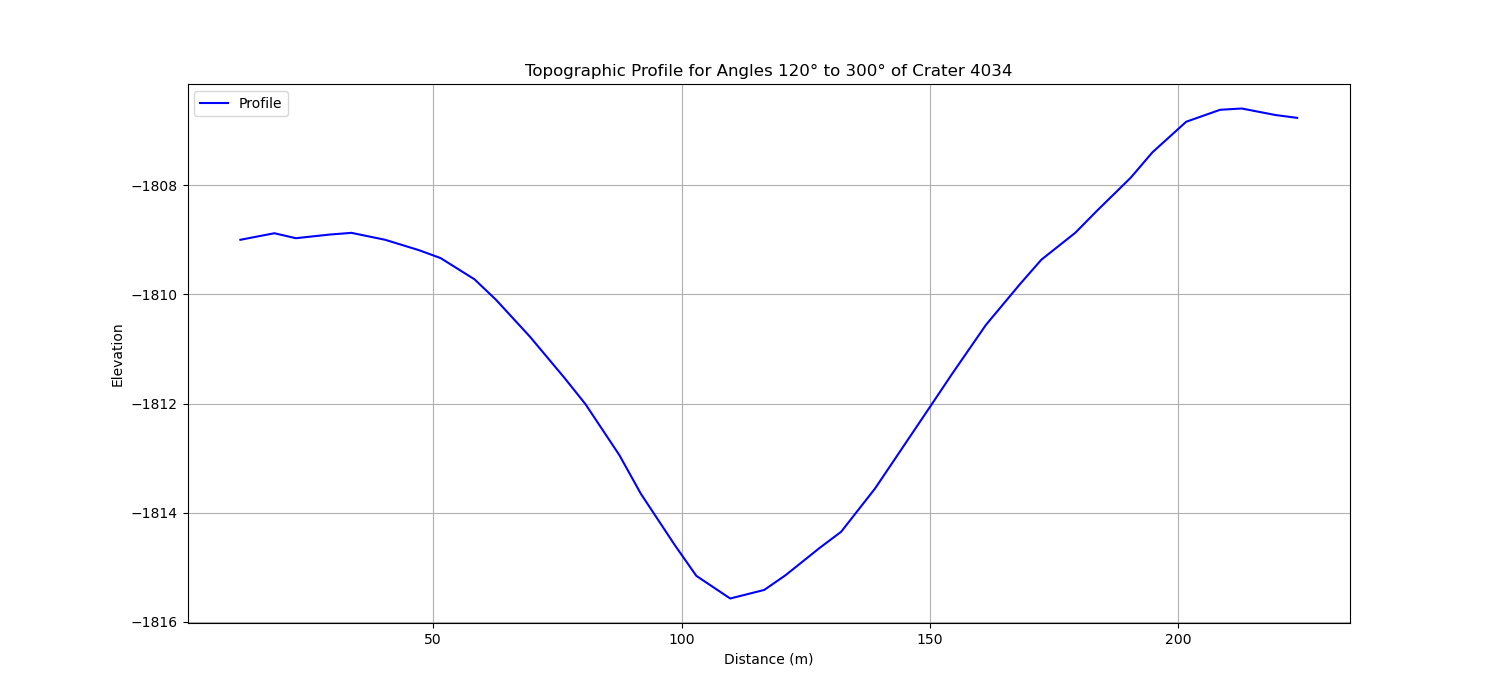 Topographic Profile for Angles 120° to 300° of Crater 4034
Profile
Elevation
−1808
−1810
−1812
−1814
−1816
50
100
150
200
Distance (m)